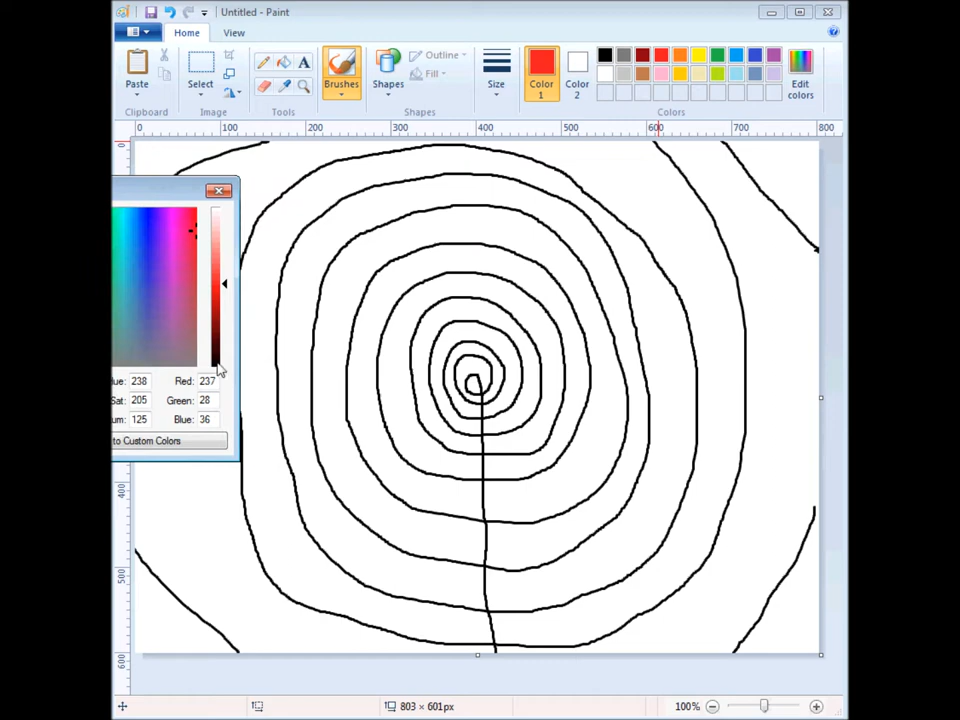 Untitled - Paint
Home View
Paste
Select
Brushes
Shapes
Outline
Fill
Size
Color 1
Color 2
Edit colors
Clipboard Image Tools Shapes Colors
0 100 200 300 400 500 600 700 800
0
400
500
600
ue: 238 Red: 237
Sat: 205 Green: 28
um: 125 Blue: 36
to Custom Colors
803 × 601px 100%